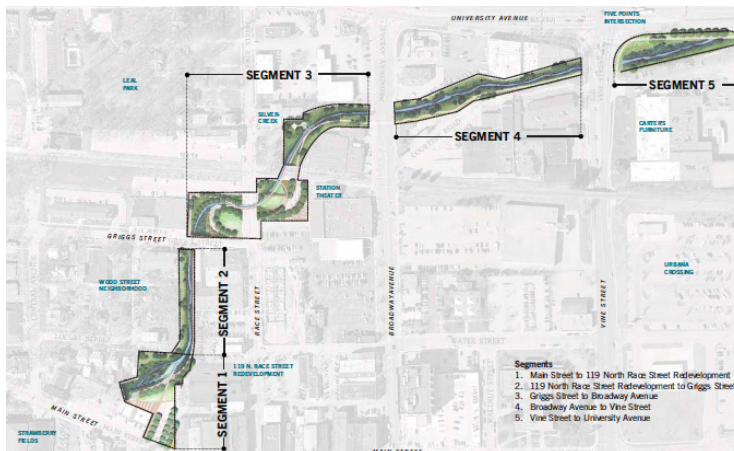 UNIVERSITY AVENUE
FIVE POINTS
INTERSECTION
LEAL
PARK
SEGMENT 3
SILVER-
CREEK
SEGMENT 5
SEGMENT 4
CARTER'S
FURNITURE
STATION
THEATER
GRIGGS STREET
WOOD STREET
NEIGHBORHOOD
SEGMENT 2
RACE STREET
BROADWAY AVENUE
VINE STREET
URBANA
CROSSING
WATER STREET
119 N. RACE STREET
REDEVELOPMENT
SEGMENT 1
MAIN STREET
STRAWBERRY
FIELDS
Segments
1. Main Street to 119 North Race Street Redevelopment
2. 119 North Race Street Redevelopment to Griggs Street
3. Griggs Street to Broadway Avenue
4. Broadway Avenue to Vine Street
5. Vine Street to University Avenue
MAIN STREET